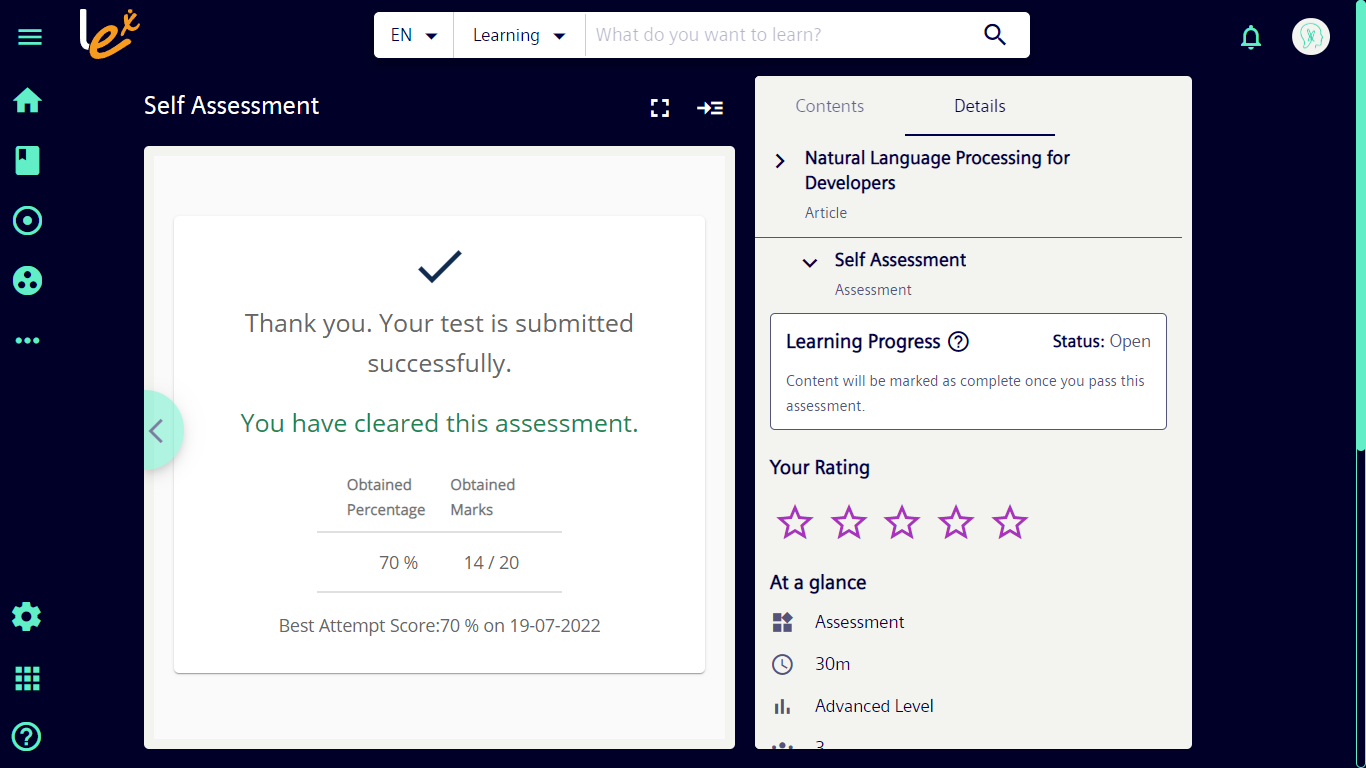 Lex
EN Learning What do you want to learn?
Self Assessment
Thank you. Your test is submitted
successfully.
You have cleared this assessment.
Obtained Percentage Obtained Marks
70 % 14 / 20
Best Attempt Score:70 % on 19-07-2022
Contents Details
Natural Language Processing for
Developers
Article
Self Assessment
Assessment
Learning Progress ? Status: Open
Content will be marked as complete once you pass this
assessment.
Your Rating
At a glance
Assessment
30m
Advanced Level
3